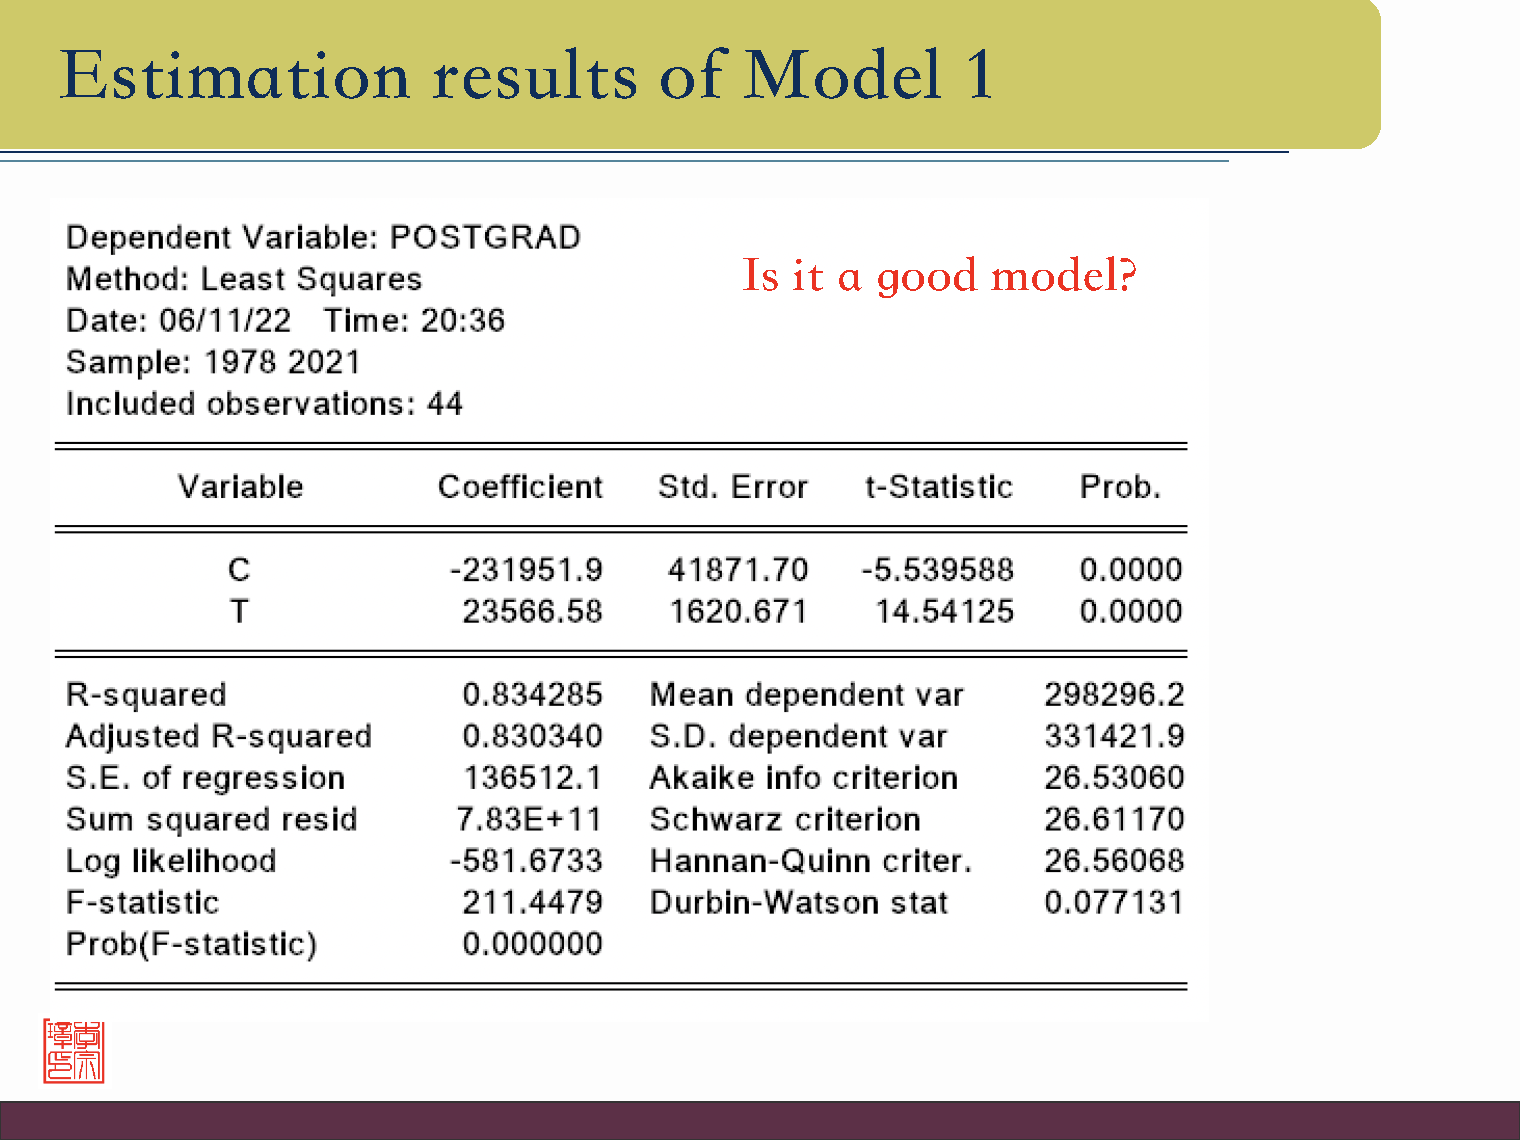 Estimation results of Model 1
Is it a good model?
Dependent Variable: POSTGRAD
Method: Least Squares
Date: 06/11/22 Time: 20:36
Sample: 1978 2021
Included observations: 44
Variable Coefficient Std. Error t-Statistic Prob.
C -231951.9 41871.70 -5.539588 0.0000
T 23566.58 1620.671 14.54125 0.0000
R-squared 0.834285 Mean dependent var 298296.2
Adjusted R-squared 0.830340 S.D. dependent var 331421.9
S.E. of regression 136512.1 Akaike info criterion 26.53060
Sum squared resid 7.83E+11 Schwarz criterion 26.61170
Log likelihood -581.6733 Hannan-Quinn criter. 26.56068
F-statistic 211.4479 Durbin-Watson stat 0.077131
Prob(F-statistic) 0.000000